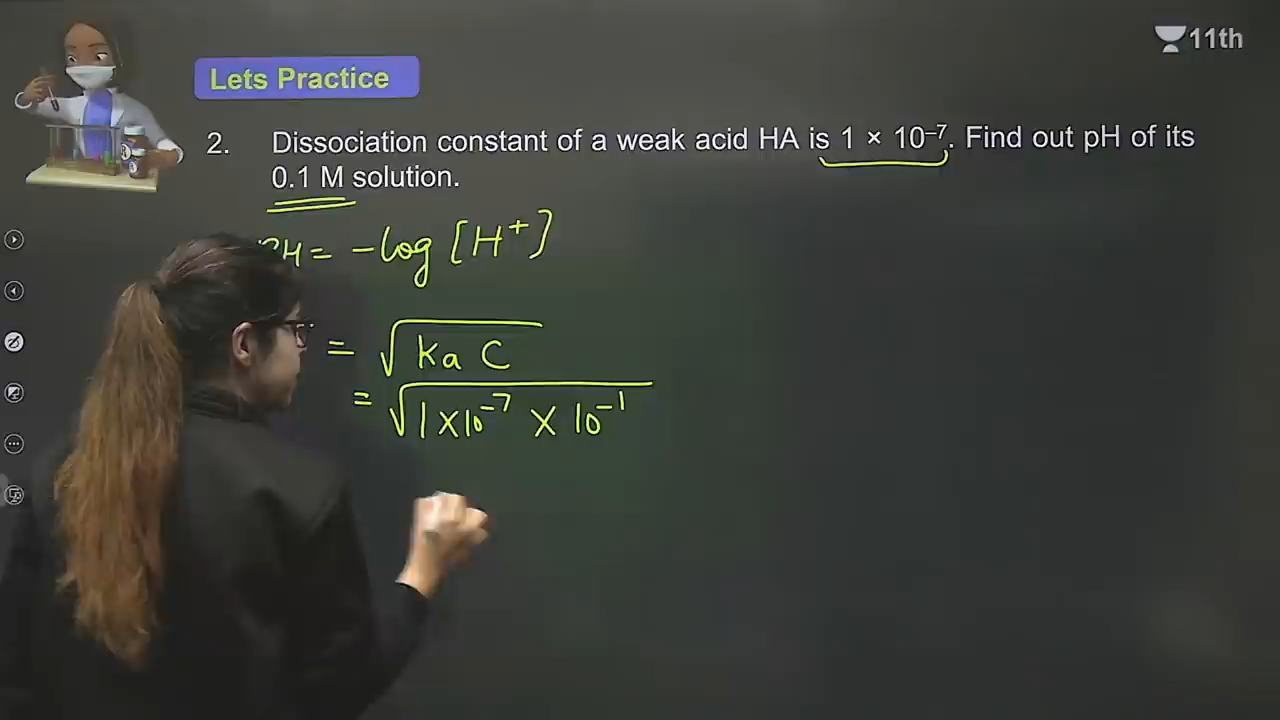 11th
Lets Practice
2. Dissociation constant of a weak acid HA is 1 × 10⁻⁷. Find out pH of its
0.1 M solution.
PH = -log [H⁺]
= √Ka C
= √1×10⁻⁷ × 10⁻¹